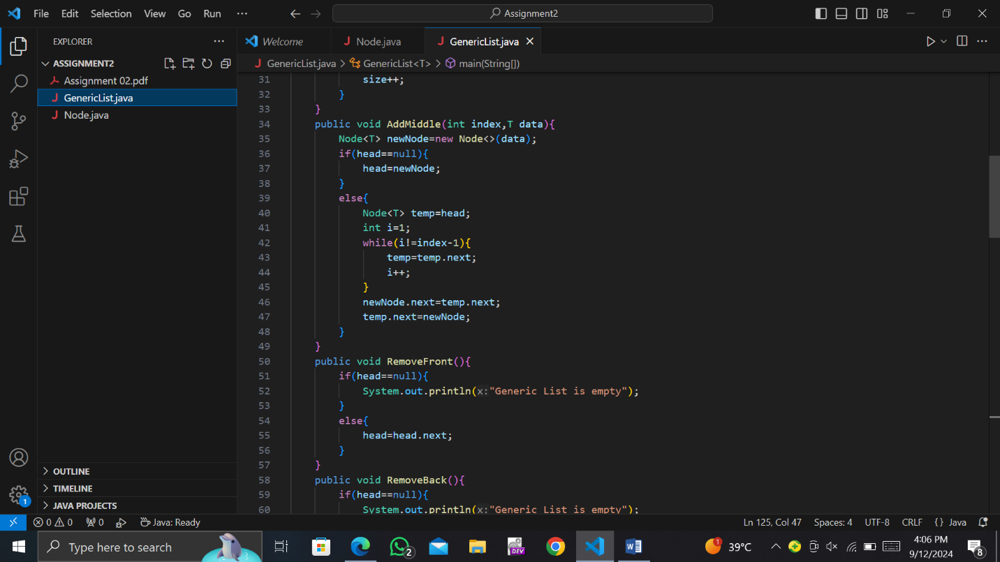 File Edit Selection View Go Run ··· Assignment2
EXPLORER ···
Welcome Node.java GenericList.java
ASSIGNMENT2
GenericList.java > GenericList<T> > main(String[])
Assignment 02.pdf
GenericList.java
Node.java
31 size++;
32 }
33 }
34 public void AddMiddle(int index,T data){
35 Node<T> newNode=new Node<>(data);
36 if(head==null){
37 head=newNode;
38 }
39 else{
40 Node<T> temp=head;
41 int i=1;
42 while(i!=index-1){
43 temp=temp.next;
44 i++;
45 }
46 newNode.next=temp.next;
47 temp.next=newNode;
48 }
49 }
50 public void RemoveFront(){
51 if(head==null){
52 System.out.println(x:"Generic List is empty");
53 }
54 else{
55 head=head.next;
56 }
57 }
58 public void RemoveBack(){
59 if(head==null){
60 System.out.println(x:"Generic List is empty");
OUTLINE
TIMELINE
JAVA PROJECTS
1
0 0 0 Java: Ready Ln 125, Col 47 Spaces: 4 UTF-8 CRLF {} Java
Type here to search 2 DEV 1 39°C 4:06 PM
9/12/2024 8